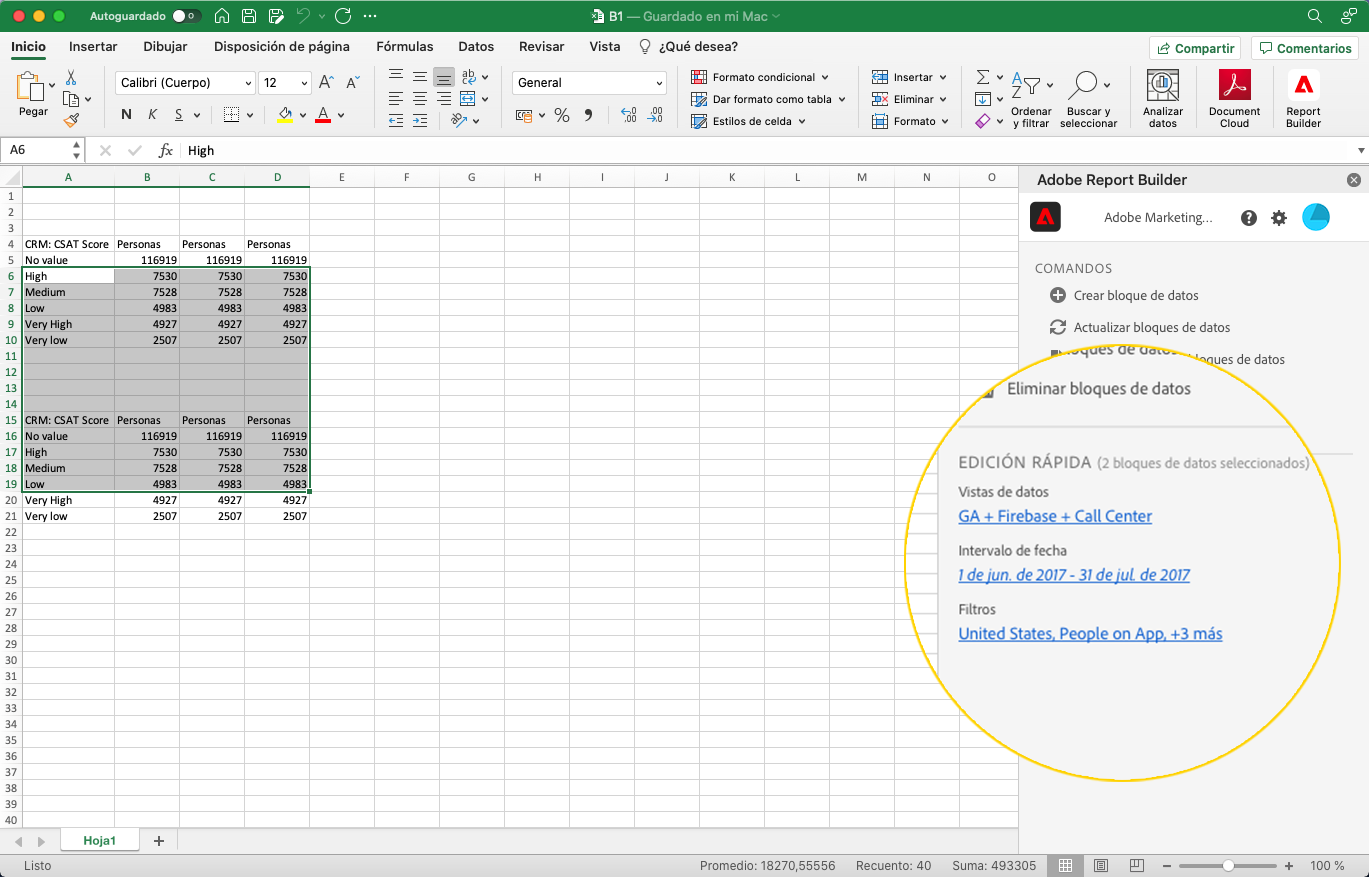 Autoguardado 0 B1 — Guardado en mi Mac
Inicio Insertar Dibujar Disposición de página Fórmulas Datos Revisar Vista ¿Qué desea? Compartir Comentarios
Pegar
Calibri (Cuerpo) 12 A A
N K S A
ab
General
% 
Formato condicional
Dar formato como tabla
Estilos de celda
Insertar
Eliminar
Formato
Ordenar y filtrar
Buscar y seleccionar
Analizar datos
Document Cloud
Report Builder
A6 fx High
A B C D E F G H I J K L M N O
1
2
3
4 CRM: CSAT Score Personas Personas Personas
5 No value 116919 116919 116919
6 High 7530 7530 7530
7 Medium 7528 7528 7528
8 Low 4983 4983 4983
9 Very High 4927 4927 4927
10 Very low 2507 2507 2507
11
12
13
14
15 CRM: CSAT Score Personas Personas Personas
16 No value 116919 116919 116919
17 High 7530 7530 7530
18 Medium 7528 7528 7528
19 Low 4983 4983 4983
20 Very High 4927 4927 4927
21 Very low 2507 2507 2507
22
23
24
25
26
27
28
29
30
31
32
33
34
35
36
37
38
39
40
Adobe Report Builder
Adobe Marketing...
COMANDOS
Crear bloque de datos
Actualizar bloques de datos
bloques de datos
Eliminar bloques de datos
EDICIÓN RÁPIDA (2 bloques de datos seleccionados)
Vistas de datos
GA + Firebase + Call Center
Intervalo de fecha
1 de jun. de 2017 - 31 de jul. de 2017
Filtros
United States, People on App, +3 más
Hoja1 +
Listo Promedio: 18270,55556 Recuento: 40 Suma: 493305 100 %